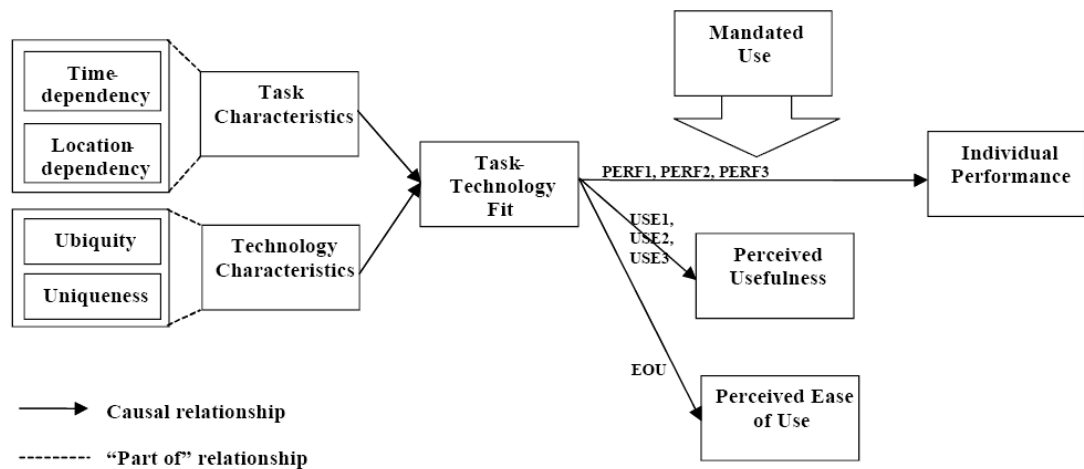 Time-
dependency
Location-
dependency
Task
Characteristics
Ubiquity
Uniqueness
Technology
Characteristics
Task-
Technology
Fit
Mandated
Use
PERF1, PERF2, PERF3
Individual
Performance
USE1,
USE2,
USE3
Perceived
Usefulness
EOU
Perceived Ease
of Use
Causal relationship
“Part of” relationship